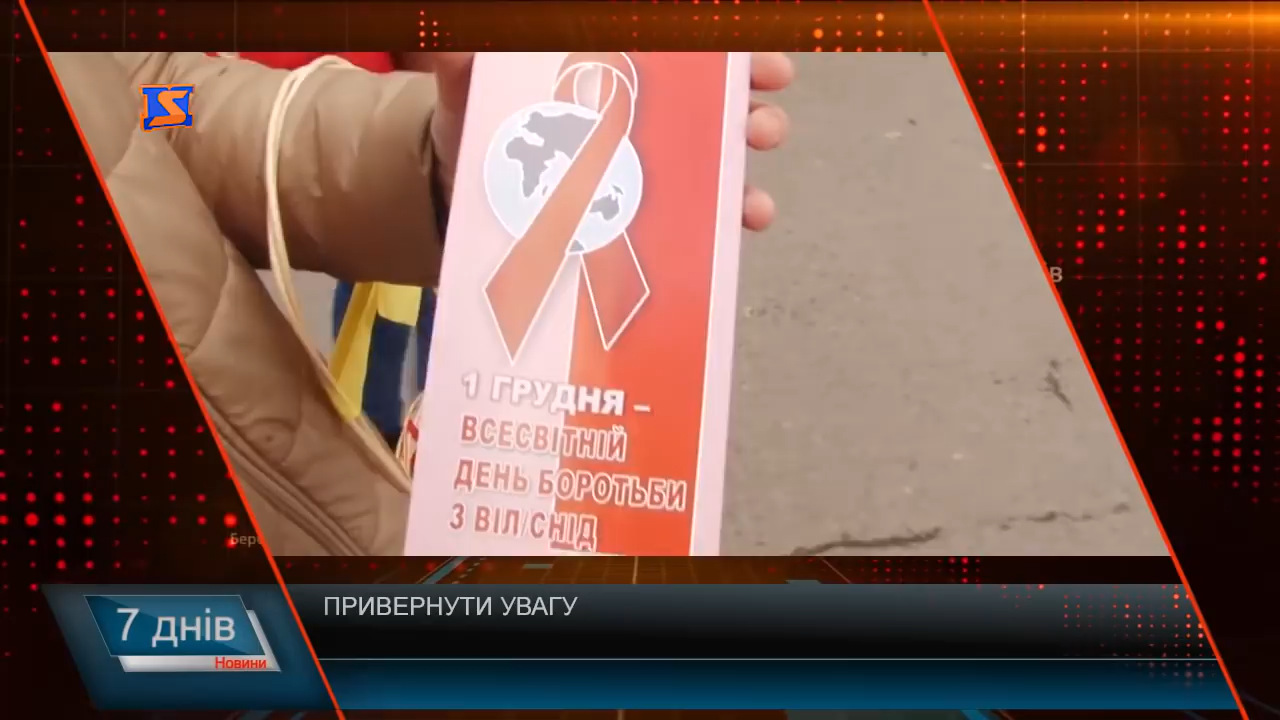 1 ГРУДНЯ –
ВСЕСВІТНІЙ
ДЕНЬ БОРОТЬБИ
З ВІЛ/СНІД
ПРИВЕРНУТИ УВАГУ
7 днів
Новини